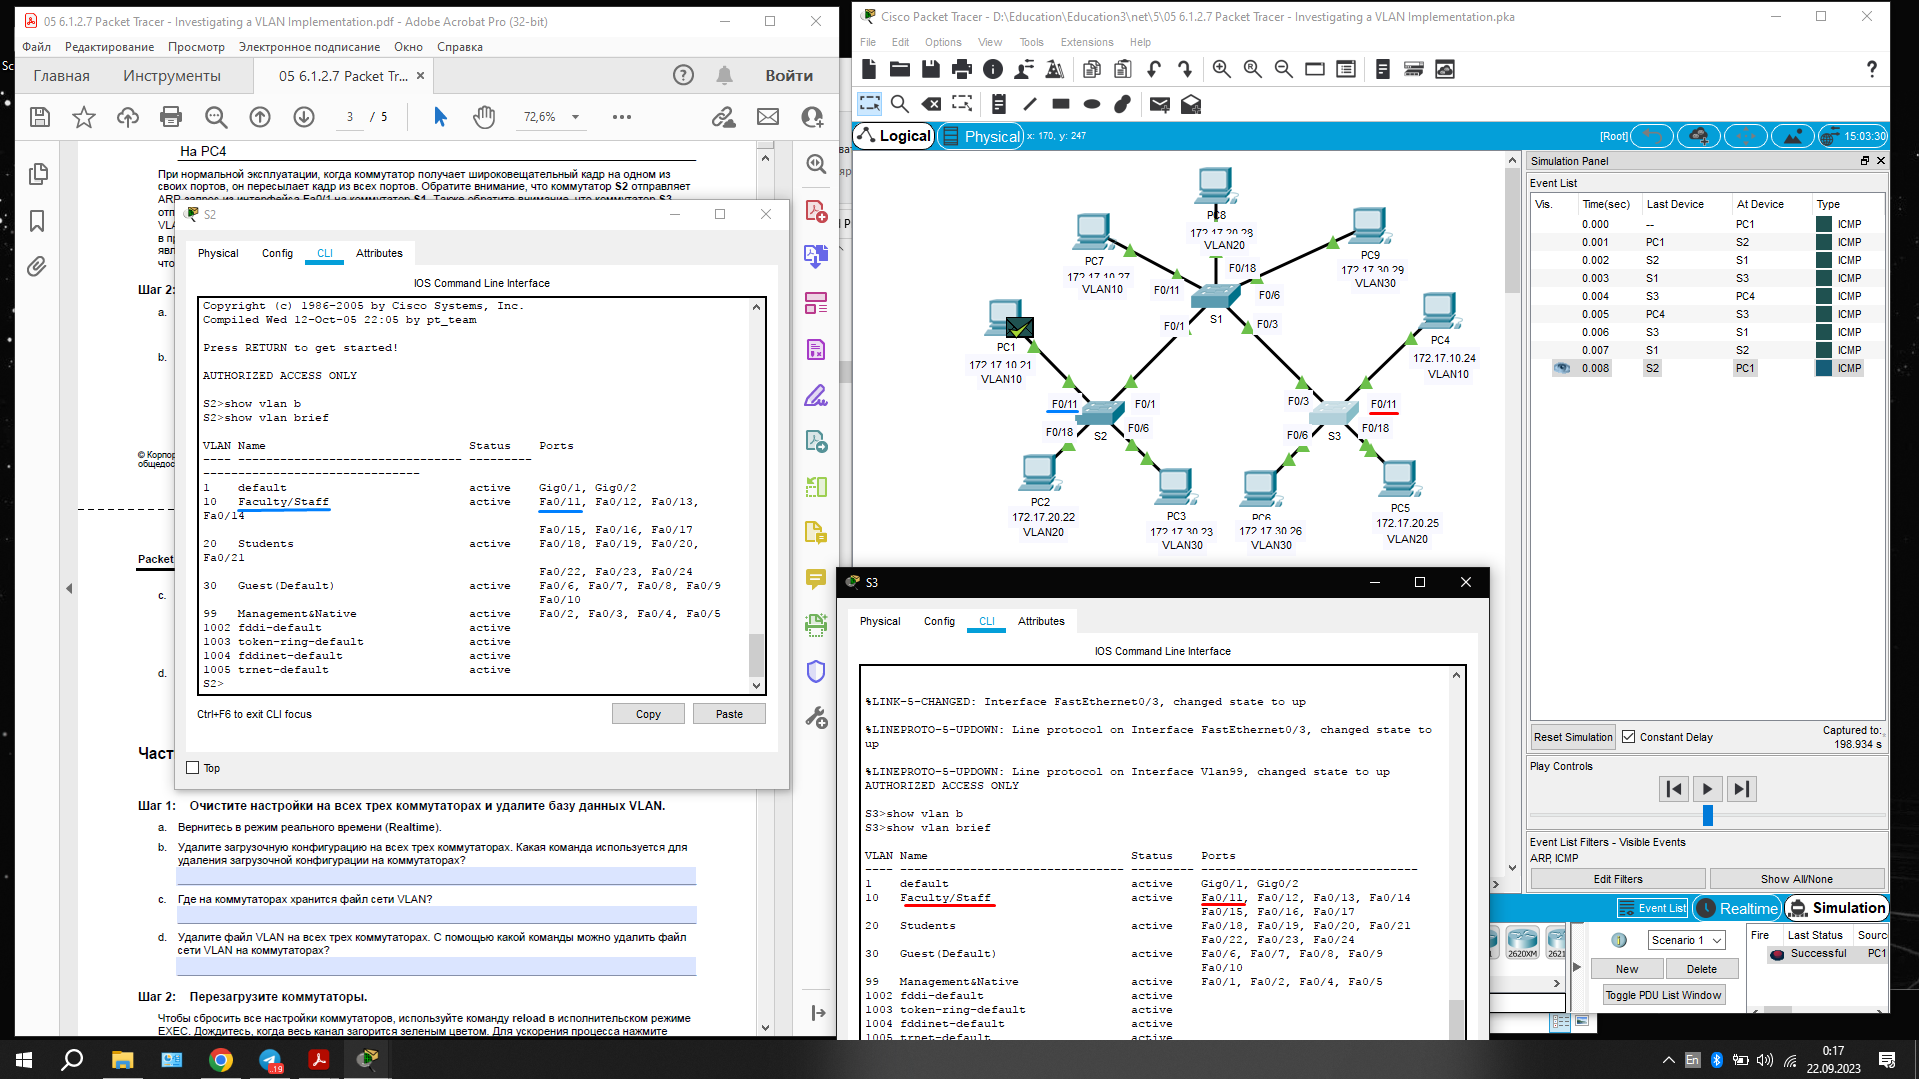 05 6.1.2.7 Packet Tracer - Investigating a VLAN Implementation.pdf - Adobe Acrobat Pro (32-bit)
Файл Редактирование Просмотр Электронное подписание Окно Справка
Главная Инструменты 05 6.1.2.7 Packet Tr... × Войти
3 / 5 72,6%
На PC4
При нормальной эксплуатации, когда коммутатор получает широковещательный кадр на одном из
своих портов, он пересылает кадр из всех портов. Обратите внимание, что коммутатор S2 отправляет
Шаг 2:
a.
b.
© Корпор
общедос
Packet
c.
d.
Част
S2
Physical Config CLI Attributes
IOS Command Line Interface
Copyright (c) 1986-2005 by Cisco Systems, Inc.
Compiled Wed 12-Oct-05 22:05 by pt_team
Press RETURN to get started!
AUTHORIZED ACCESS ONLY
S2>show vlan b
S2>show vlan brief
VLAN Name Status Ports
---- -------------------------------- ---------
-------------------------------
1 default active Gig0/1, Gig0/2
10 Faculty/Staff active Fa0/11, Fa0/12, Fa0/13,
Fa0/14
Fa0/15, Fa0/16, Fa0/17
20 Students active Fa0/18, Fa0/19, Fa0/20,
Fa0/21
Fa0/22, Fa0/23, Fa0/24
30 Guest(Default) active Fa0/6, Fa0/7, Fa0/8, Fa0/9
Fa0/10
99 Management&Native active Fa0/2, Fa0/3, Fa0/4, Fa0/5
1002 fddi-default active
1003 token-ring-default active
1004 fddinet-default active
1005 trnet-default active
S2>
Ctrl+F6 to exit CLI focus Copy Paste
Top
Шаг 1: Очистите настройки на всех трех коммутаторах и удалите базу данных VLAN.
a. Вернитесь в режим реального времени (Realtime).
b. Удалите загрузочную конфигурацию на всех трех коммутаторах. Какая команда используется для
удаления загрузочной конфигурации на коммутаторах?
c. Где на коммутаторах хранится файл сети VLAN?
d. Удалите файл VLAN на всех трех коммутаторах. С помощью какой команды можно удалить файл
сети VLAN на коммутаторах?
Шаг 2: Перезагрузите коммутаторы.
Чтобы сбросить все настройки коммутаторов, используйте команду reload в исполнительском режиме
EXEC. Дождитесь, когда весь канал загорится зеленым цветом. Для ускорения процесса нажмите
Cisco Packet Tracer - D:\Education\Education3\net\5\05 6.1.2.7 Packet Tracer - Investigating a VLAN Implementation.pka
File Edit Options View Tools Extensions Help
Logical Physical x: 170, y: 247 [Root] 15:03:30
PC8
172.17.20.28
VLAN20
PC7
172.17.10.27
VLAN10
PC9
172.17.30.29
VLAN30
F0/18
F0/11
F0/6
S1
F0/1
F0/3
PC1
172.17.10.21
VLAN10
PC4
172.17.10.24
VLAN10
F0/11
F0/1
S2
F0/18
F0/6
F0/3
F0/11
S3
F0/6
F0/18
PC2
172.17.20.22
VLAN20
PC3
172.17.30.23
VLAN30
PC6
172.17.30.26
VLAN30
PC5
172.17.20.25
VLAN20
Simulation Panel
Event List
Vis. Time(sec) Last Device At Device Type
0.000 -- PC1 ICMP
0.001 PC1 S2 ICMP
0.002 S2 S1 ICMP
0.003 S1 S3 ICMP
0.004 S3 PC4 ICMP
0.005 PC4 S3 ICMP
0.006 S3 S1 ICMP
0.007 S1 S2 ICMP
0.008 S2 PC1 ICMP
Reset Simulation Constant Delay Captured to:
198.934 s
Play Controls
Event List Filters - Visible Events
ARP, ICMP
Edit Filters Show All/None
Event List Realtime Simulation
2620XM 2621
Scenario 1
New Delete
Toggle PDU List Window
Fire Last Status Sourc
Successful PC1
S3
Physical Config CLI Attributes
IOS Command Line Interface
%LINK-5-CHANGED: Interface FastEthernet0/3, changed state to up
%LINEPROTO-5-UPDOWN: Line protocol on Interface FastEthernet0/3, changed state to
up
%LINEPROTO-5-UPDOWN: Line protocol on Interface Vlan99, changed state to up
AUTHORIZED ACCESS ONLY
S3>show vlan b
S3>show vlan brief
VLAN Name Status Ports
---- -------------------------------- --------- -------------------------------
1 default active Gig0/1, Gig0/2
10 Faculty/Staff active Fa0/11, Fa0/12, Fa0/13, Fa0/14
Fa0/15, Fa0/16, Fa0/17
20 Students active Fa0/18, Fa0/19, Fa0/20, Fa0/21
Fa0/22, Fa0/23, Fa0/24
30 Guest(Default) active Fa0/6, Fa0/7, Fa0/8, Fa0/9
Fa0/10
99 Management&Native active Fa0/1, Fa0/2, Fa0/4, Fa0/5
1002 fddi-default active
1003 token-ring-default active
1004 fddinet-default active
1005 trnet-default active
En 0:17
22.09.2023